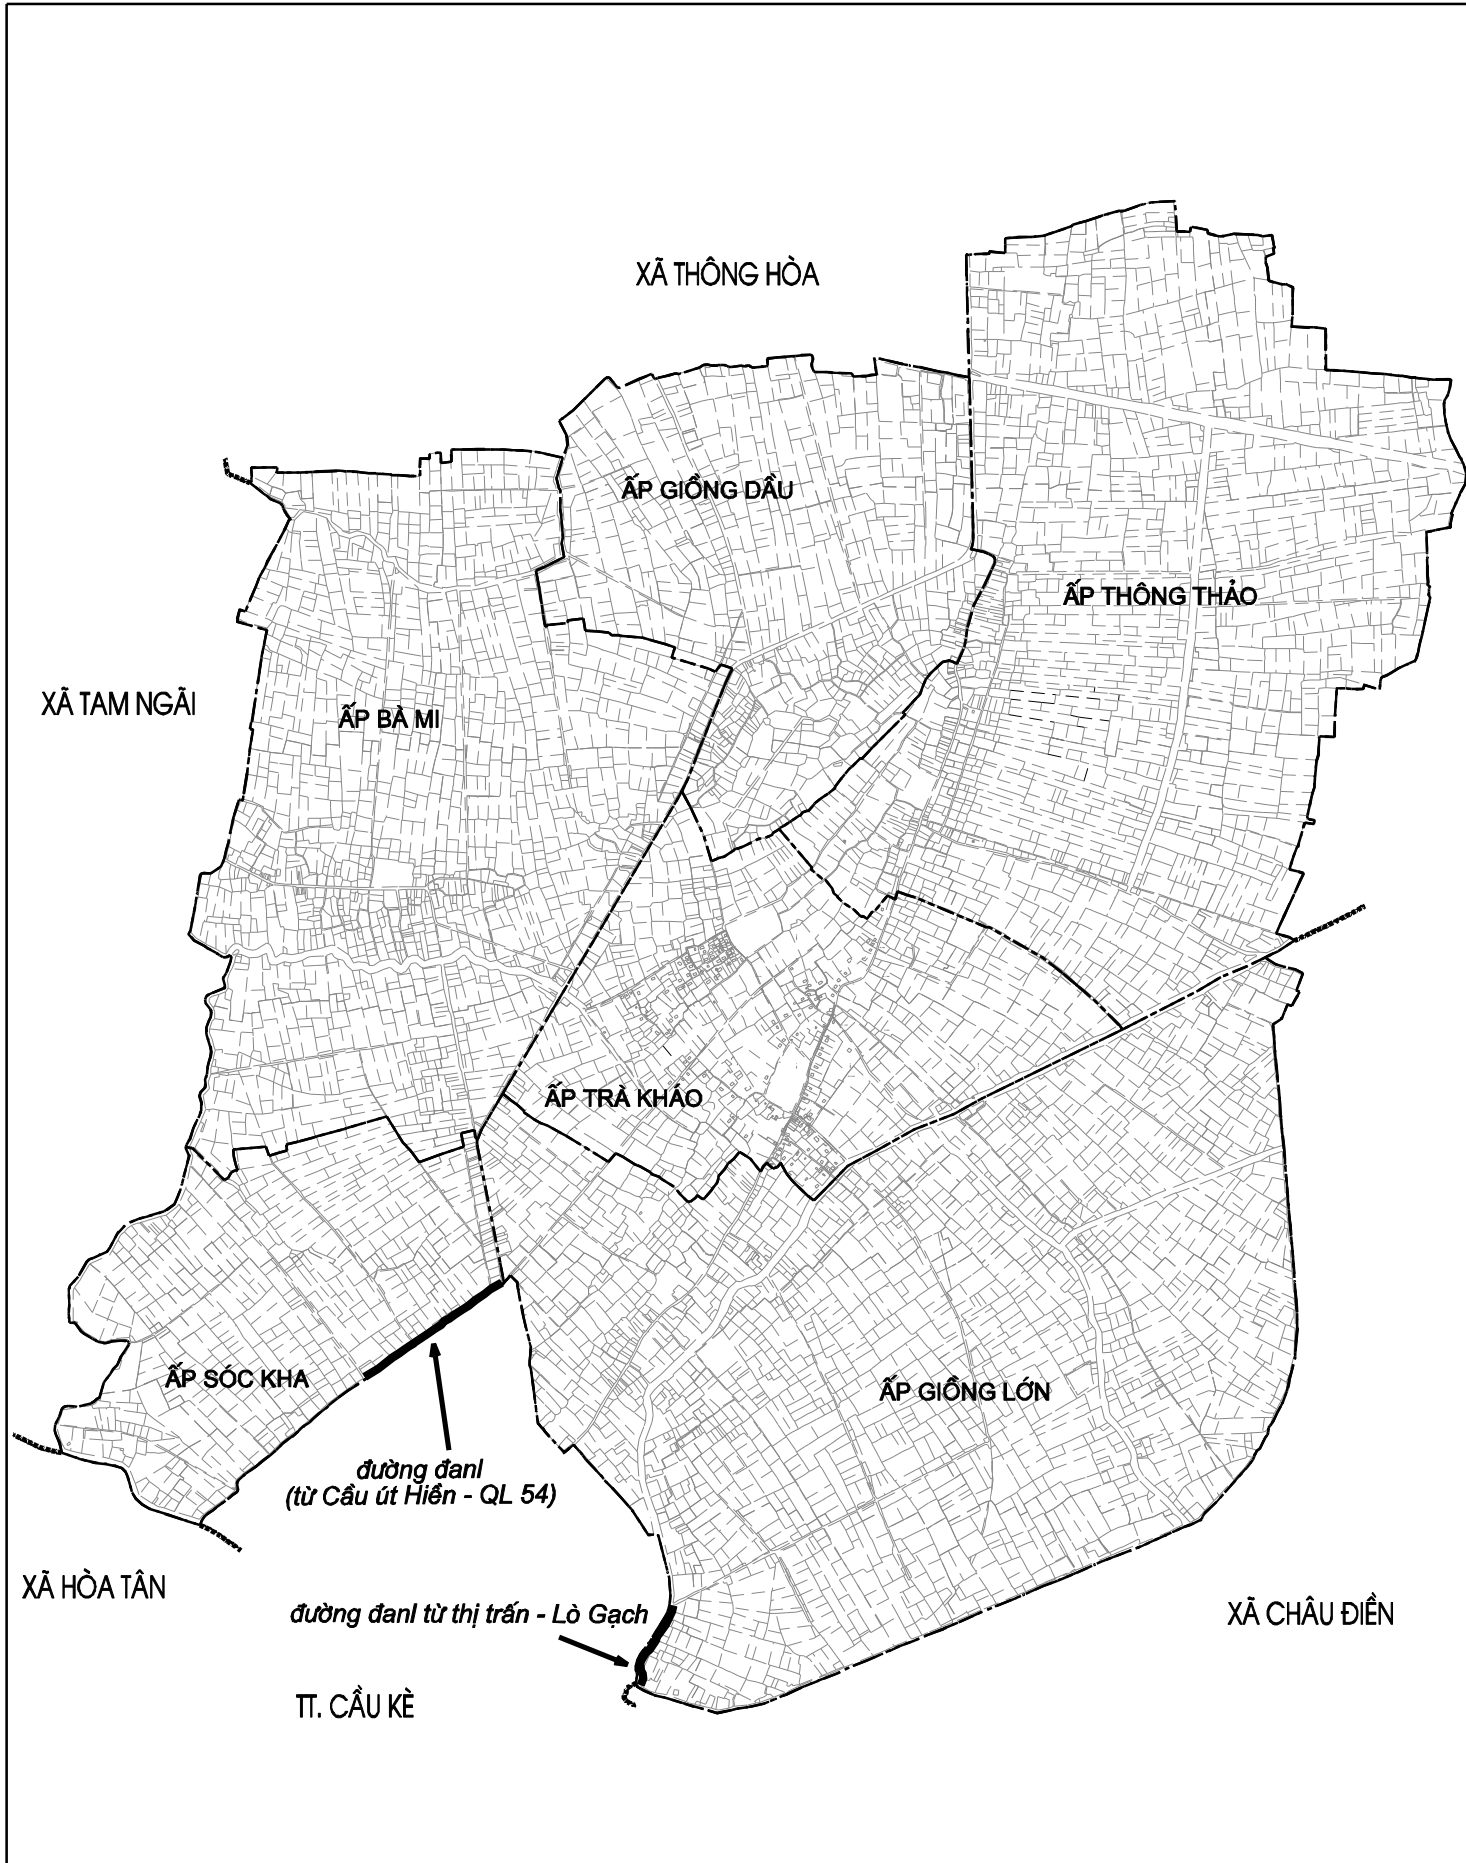 XÃ THÔNG HÒA
ẤP GIỒNG DẦU
ẤP THÔNG THẢO
XÃ TAM NGÃI
ẤP BÀ MI
ẤP TRÀ KHÁO
ẤP SÓC KHA
ẤP GIỒNG LỚN
đường đanl
(từ Cầu út Hiền - QL 54)
XÃ HÒA TÂN
đường đanl từ thị trấn - Lò Gạch
XÃ CHÂU ĐIỀN
TT. CẦU KÈ